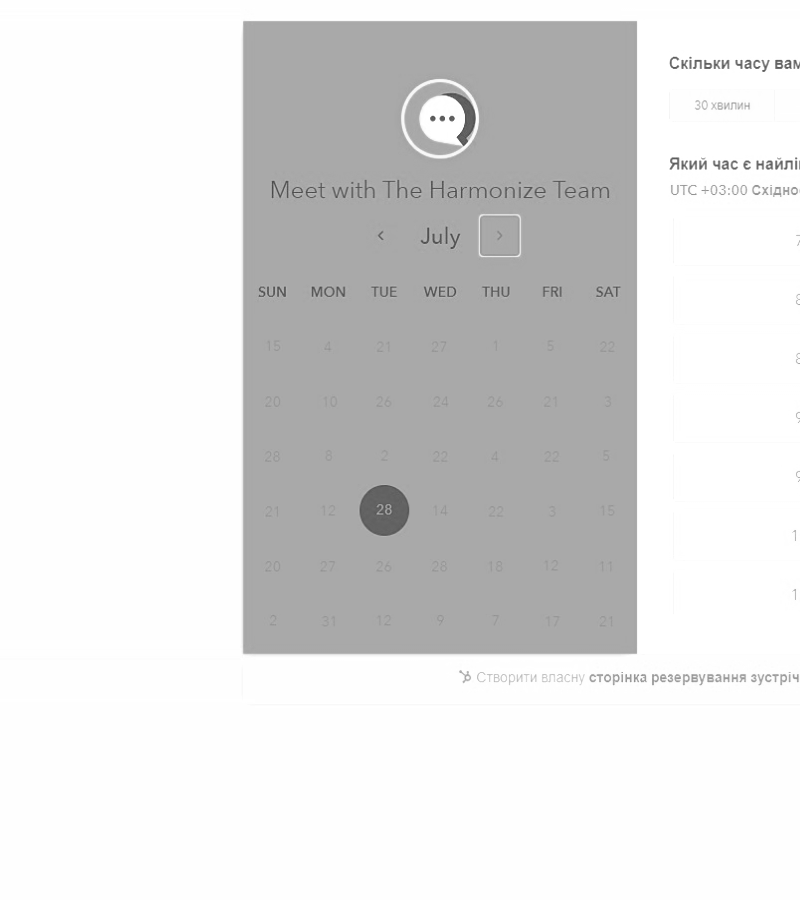 Meet with The Harmonize Team
July
SUN MON TUE WED THU FRI SAT
15 4 21 27 1 5 22
20 10 26 24 26 21 3
28 8 2 22 4 22 5
21 12 28 14 22 3 15
20 27 26 28 18 12 11
2 31 12 9 7 17 21
Скільки часу вам
30 хвилин
Який час є найлі
UTC +03:00 Східно
7
8
8
9
9
1
1
Створити власну сторінка резервування зустріч